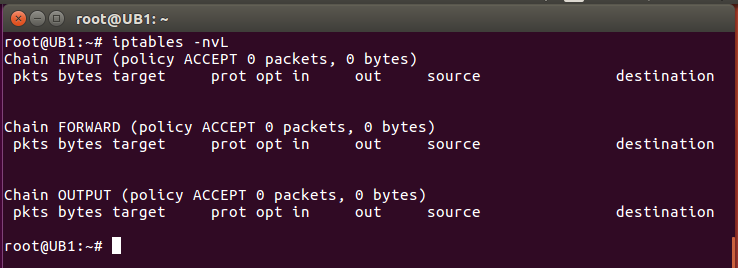 root@UB1: ~
root@UB1:~# iptables -nvL
Chain INPUT (policy ACCEPT 0 packets, 0 bytes)
 pkts bytes target     prot opt in     out     source               destination
Chain FORWARD (policy ACCEPT 0 packets, 0 bytes)
 pkts bytes target     prot opt in     out     source               destination
Chain OUTPUT (policy ACCEPT 0 packets, 0 bytes)
 pkts bytes target     prot opt in     out     source               destination
root@UB1:~#